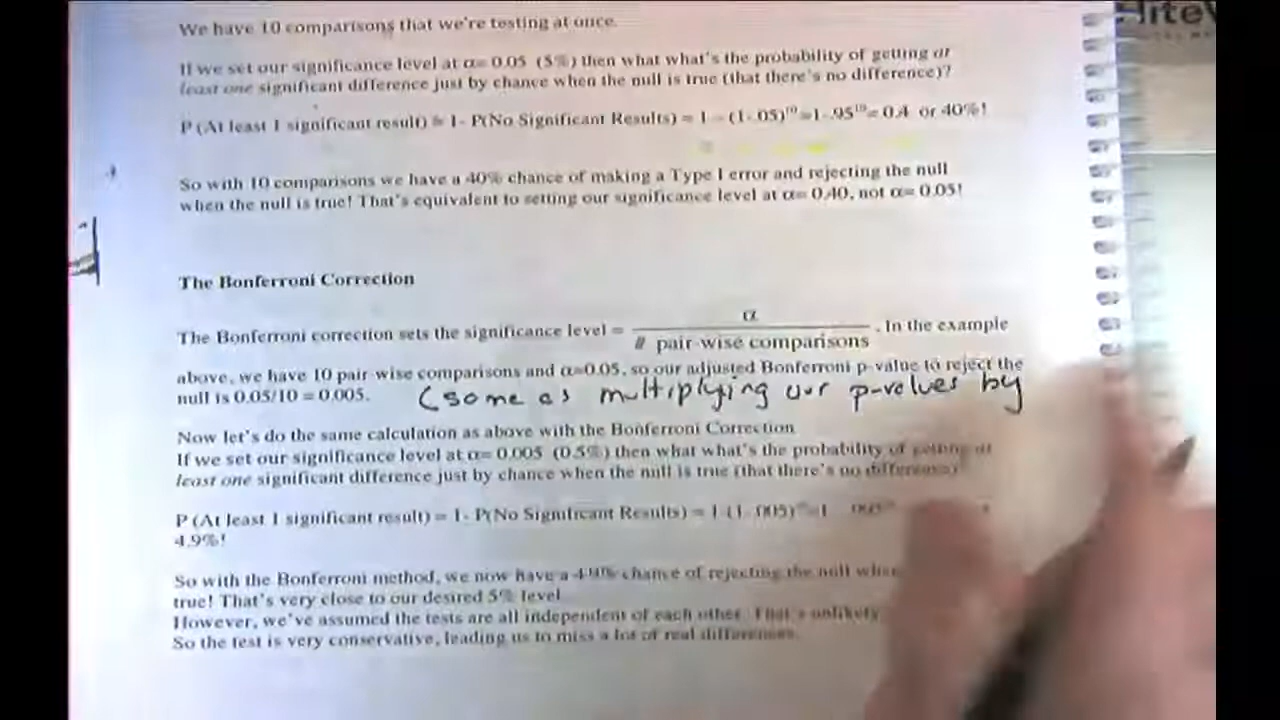 We have 10 comparisons that we're testing at once.
If we set our significance level at α= 0.05 (5%) then what what's the probability of getting at
least one significant difference just by chance when the null is true (that there's no difference)?
P (At least 1 significant result) = 1- P(No Significant Results) = 1 – (1-.05)¹⁰=1-.95¹⁰= 0.4 or 40%!
So with 10 comparisons we have a 40% chance of making a Type I error and rejecting the null
when the null is true! That's equivalent to setting our significance level at α= 0.40, not α= 0.05!
The Bonferroni Correction
The Bonferroni correction sets the significance level = α / # pair-wise comparisons . In the example
above, we have 10 pair-wise comparisons and α=0.05, so our adjusted Bonferroni p-value to reject the
null is 0.05/10 = 0.005. (same as multiplying our p-values by
Now let's do the same calculation as above with the Bonferroni Correction
If we set our significance level at α= 0.005 (0.5%) then what what's the probability of getting at
least one significant difference just by chance when the null is true (that there's no difference)?
P (At least 1 significant result) = 1- P(No Significant Results) = 1-(1-.005)
4.9%!
So with the Bonferroni method, we now have a 4.9% chance of rejecting the null when
true! That's very close to our desired 5% level
However, we've assumed the tests are all independent of each other. That's unlikely
So the test is very conservative, leading us to miss a lot of real differences.